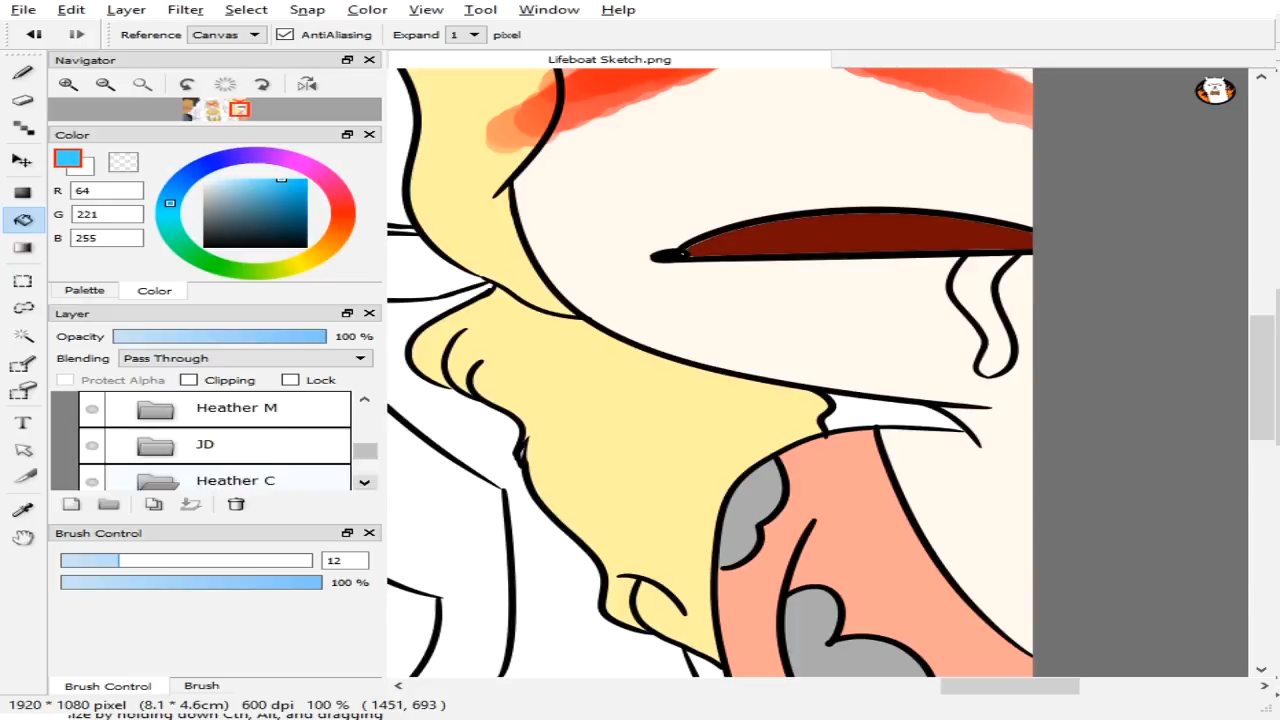 File Edit Layer Filter Select Snap Color View Window Tool Help
Reference Canvas AntiAliasing Expand 1 pixel
Navigator
Lifeboat Sketch.png
Color
R 64
G 221
B 255
Palette Color
Layer
Opacity 100 %
Blending Pass Through
Protect Alpha Clipping Lock
Heather M
JD
Heather C
Brush Control
12
100 %
Brush Control Brush
1920 * 1080 pixel (8.1 * 4.6cm) 600 dpi 100 % ( 1451, 693 )
ize by holding down Ctrl, Alt, and dragging